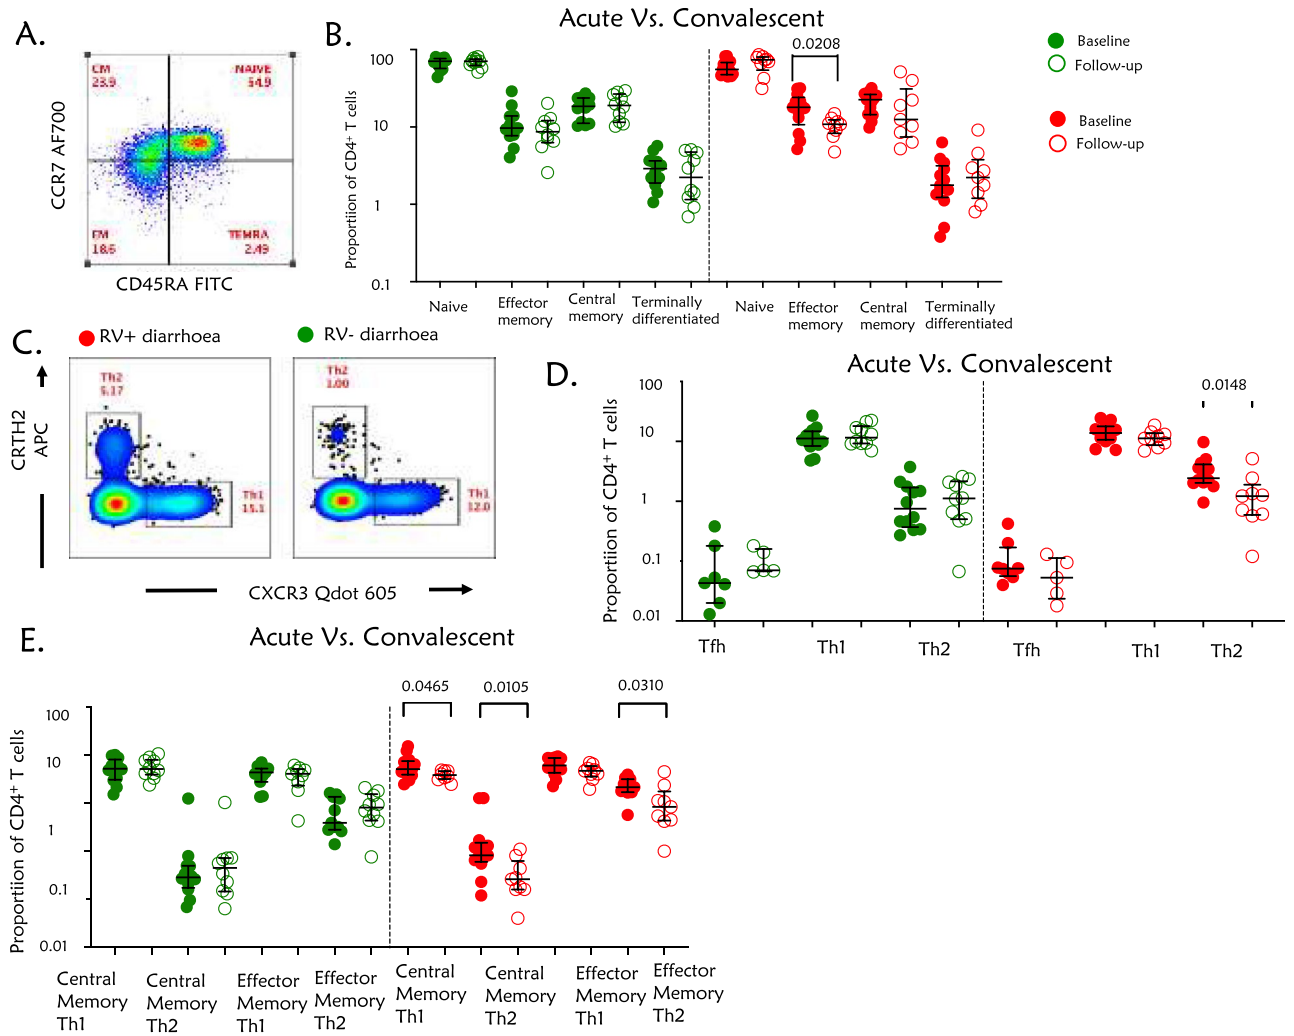 A.
CM
23.9
NAIVE
54.9
EM
18.6
TEMRA
2.49
CCR7 AF700
CD45RA FITC
B.
Acute Vs. Convalescent
0.0208
Proportiion of CD4+ T cells
100
10
1
0.1
Naive
Effector
memory
Central
memory
Terminally
differentiated
Naive
Effector
memory
Central
memory
Terminally
differentiated
Baseline
Follow-up
Baseline
Follow-up
C.
RV+ diarrhoea
RV- diarrhoea
Th2
5.17
Th1
15.1
Th2
1.00
Th1
12.0
CRTH2
APC
CXCR3 Qdot 605
D.
Acute Vs. Convalescent
0.0148
Proportiion of CD4+ T cells
100
10
1
0.1
0.01
Tfh
Th1
Th2
Tfh
Th1
Th2
E.
Acute Vs. Convalescent
0.0465
0.0105
0.0310
Proportiion of CD4+ T cells
100
10
1
0.1
0.01
Central
Memory
Th1
Central
Memory
Th2
Effector
Memory
Th1
Effector
Memory
Th2
Central
Memory
Th1
Central
Memory
Th2
Effector
Memory
Th1
Effector
Memory
Th2